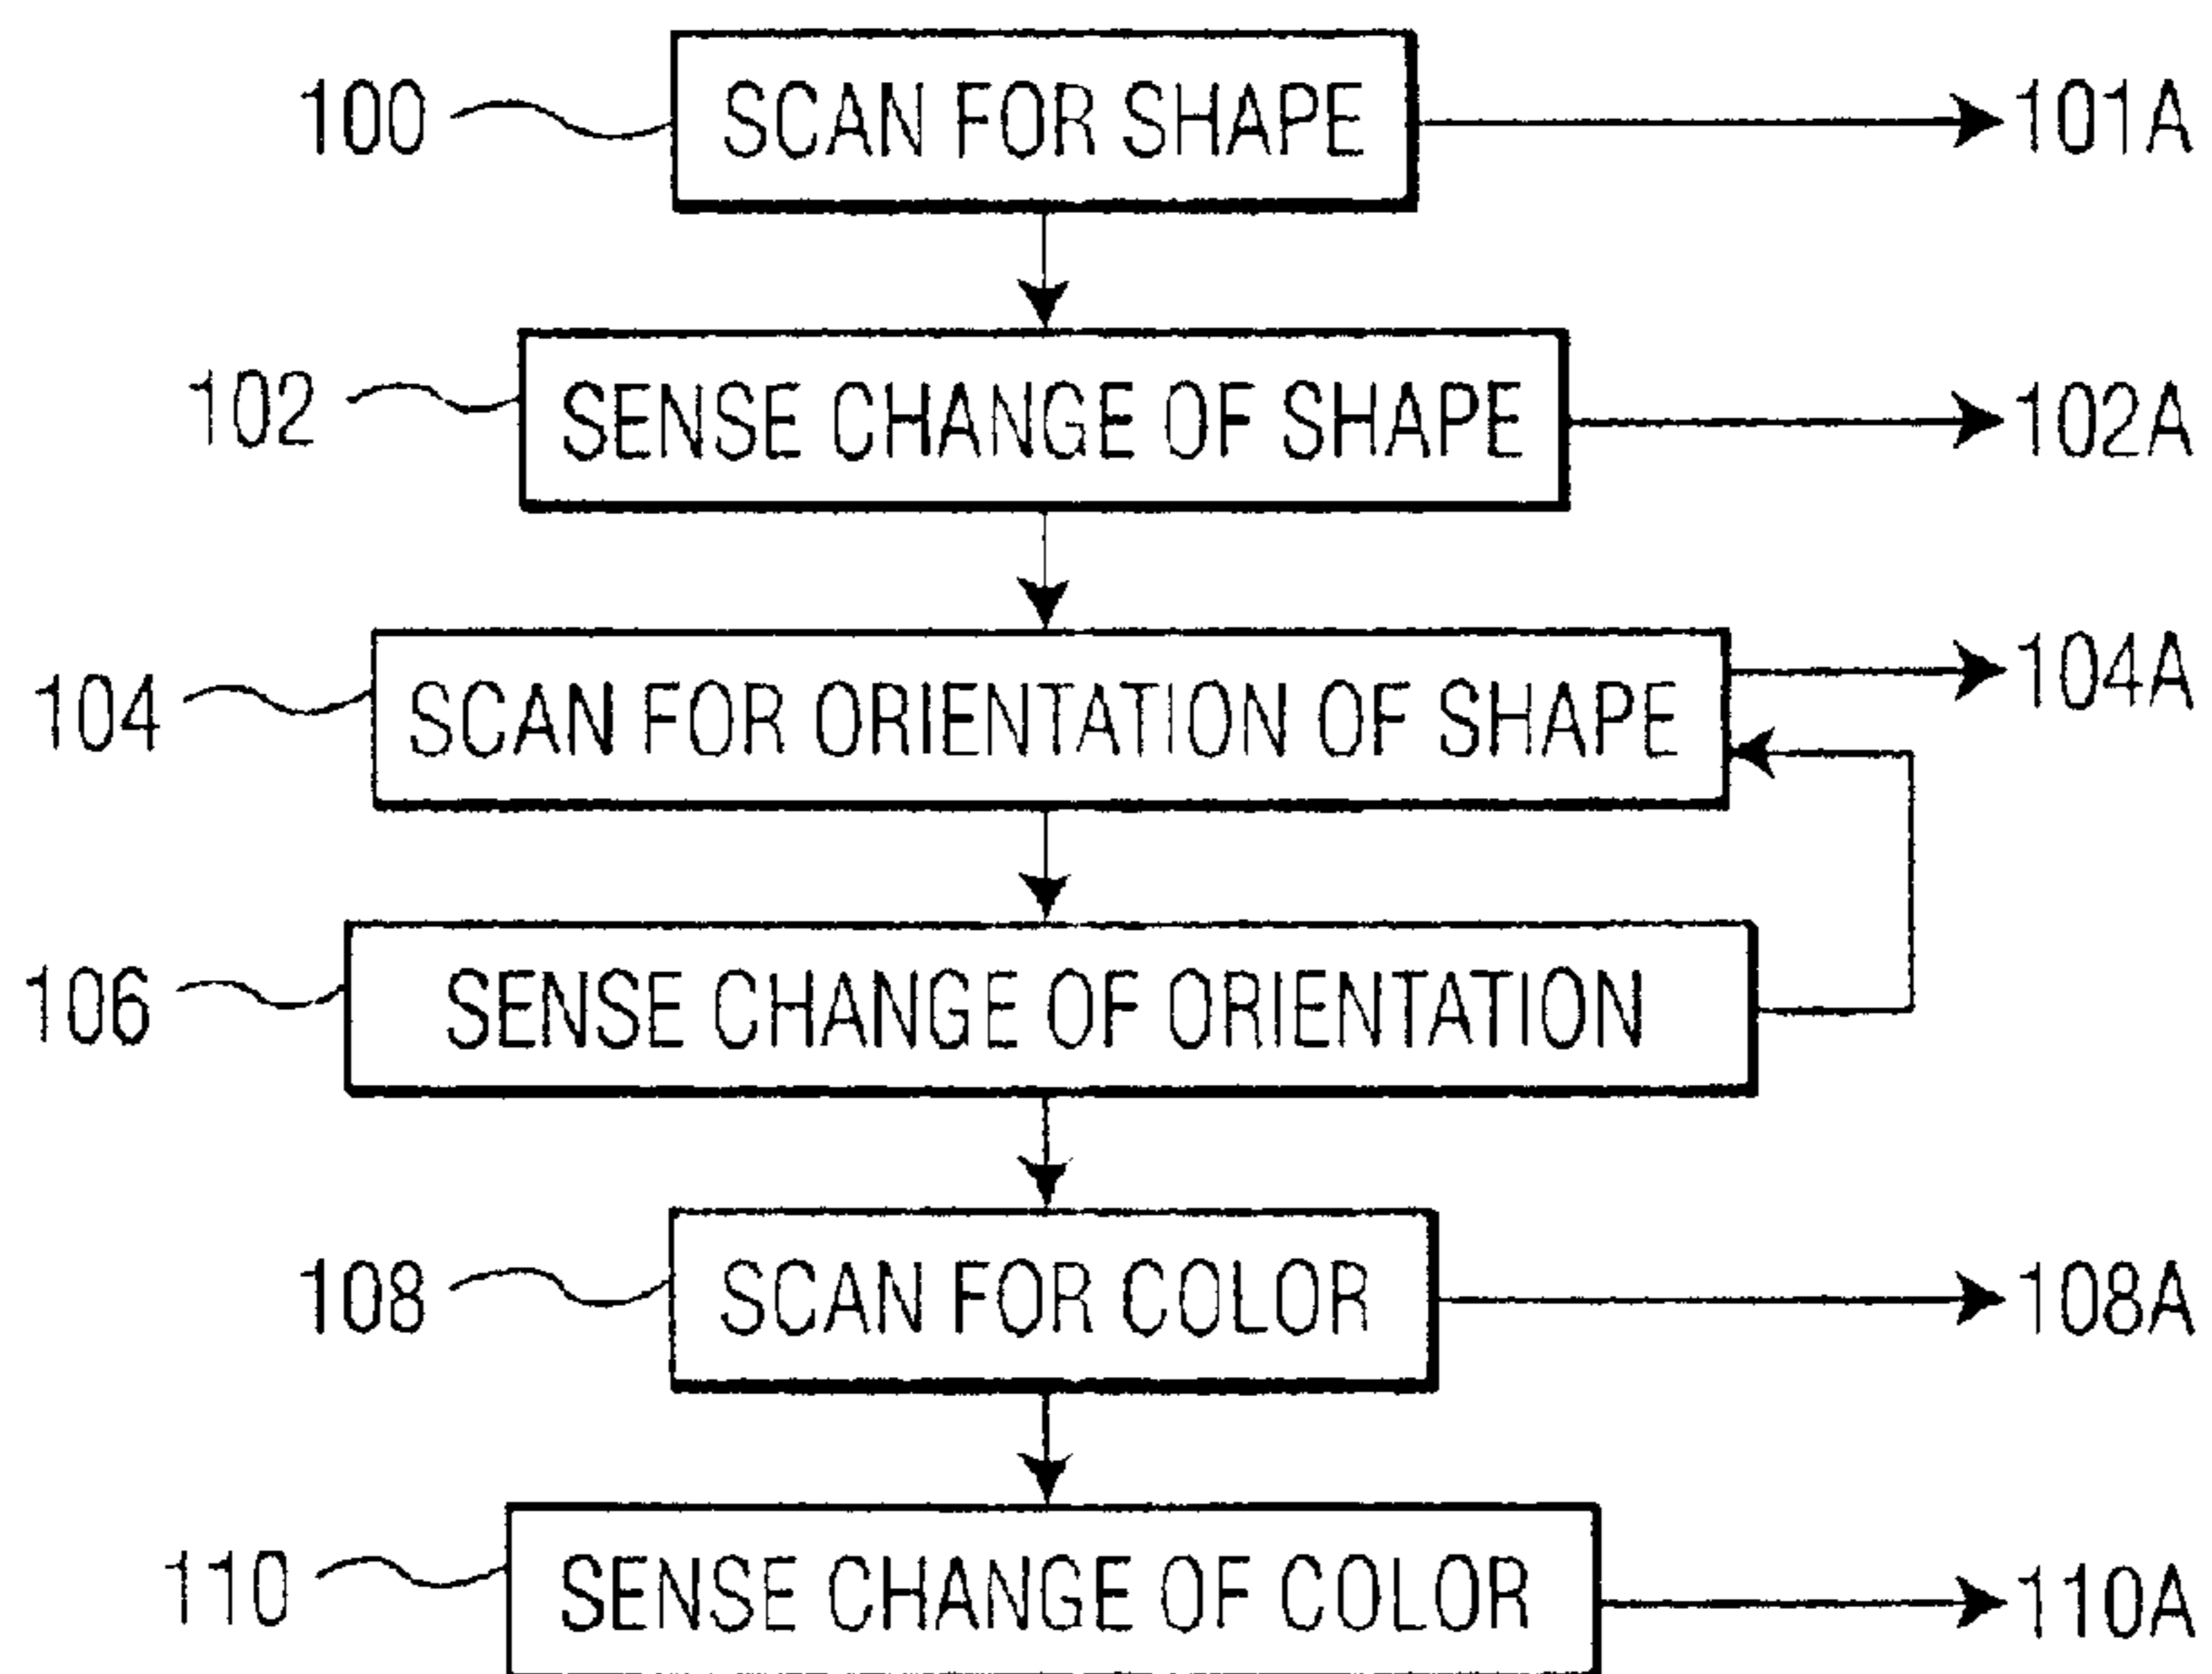 100 SCAN FOR SHAPE 101A
102 SENSE CHANGE OF SHAPE 102A
104 SCAN FOR ORIENTATION OF SHAPE 104A
106 SENSE CHANGE OF ORIENTATION
108 SCAN FOR COLOR 108A
110 SENSE CHANGE OF COLOR 110A